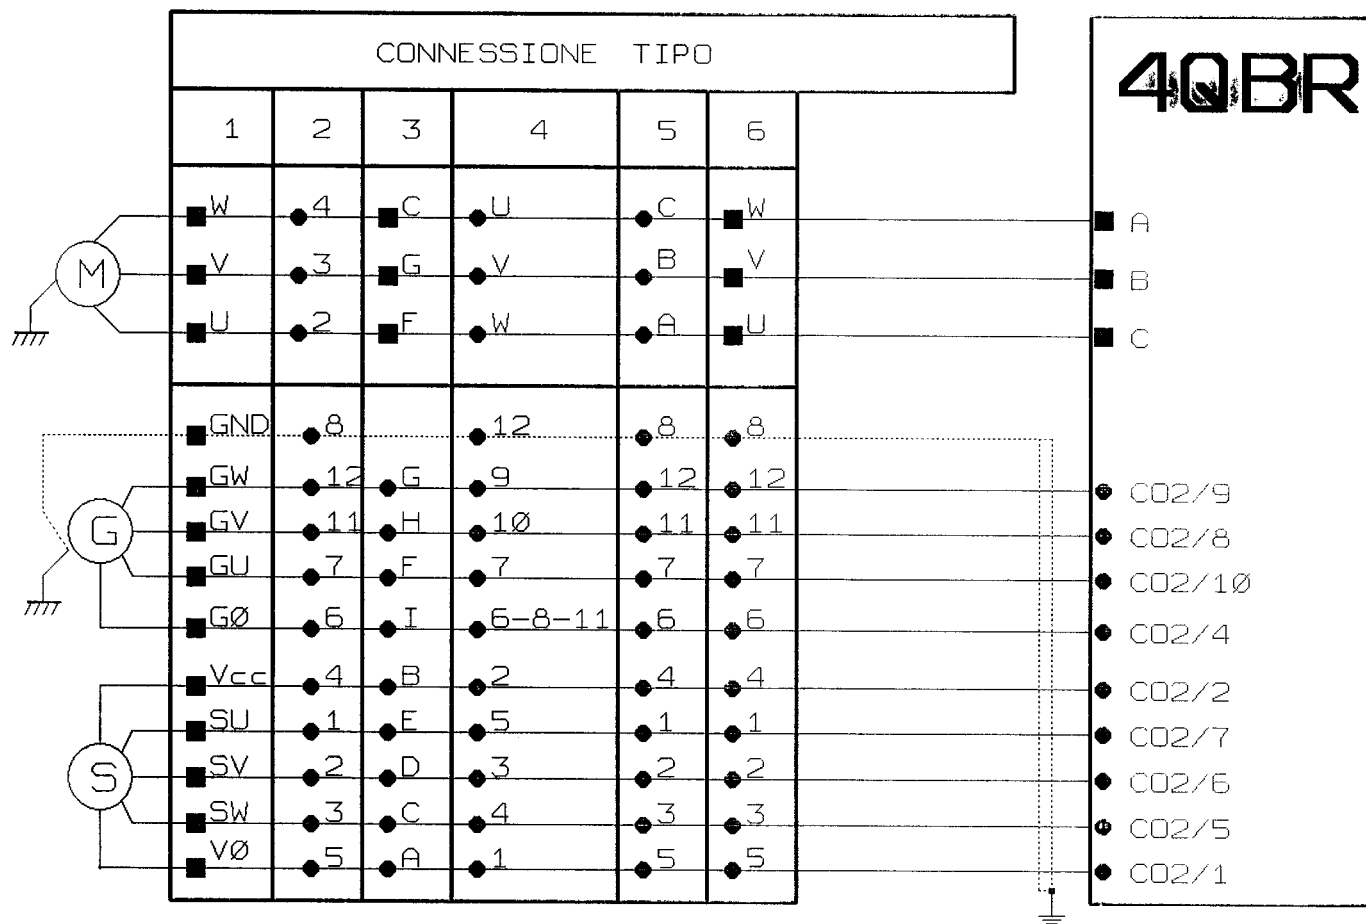 CONNESSIONE TIPO
4QBR
1 2 3 4 5 6
W 4 C U C W A
M V 3 G V B V B
U 2 F W A U C
GND 8 12 8 8
GW 12 G 9 12 12 CO2/9
G GV 11 H 10 11 11 CO2/8
GU 7 F 7 7 7 CO2/10
GØ 6 I 6-8-11 6 6 CO2/4
Vcc 4 B 2 4 4 CO2/2
SU 1 E 5 1 1 CO2/7
S SV 2 D 3 2 2 CO2/6
SW 3 C 4 3 3 CO2/5
VØ 5 A 1 5 5 CO2/1